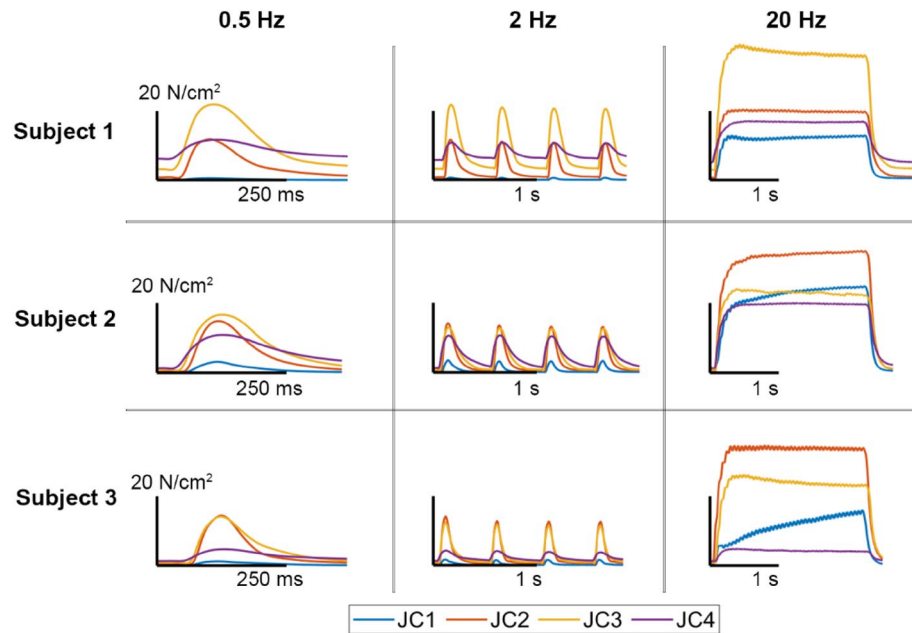 0.5 Hz 2 Hz 20 Hz
Subject 1
20 N/cm²
250 ms
1 s
1 s
Subject 2
20 N/cm²
250 ms
1 s
1 s
Subject 3
20 N/cm²
250 ms
1 s
1 s
JC1 JC2 JC3 JC4